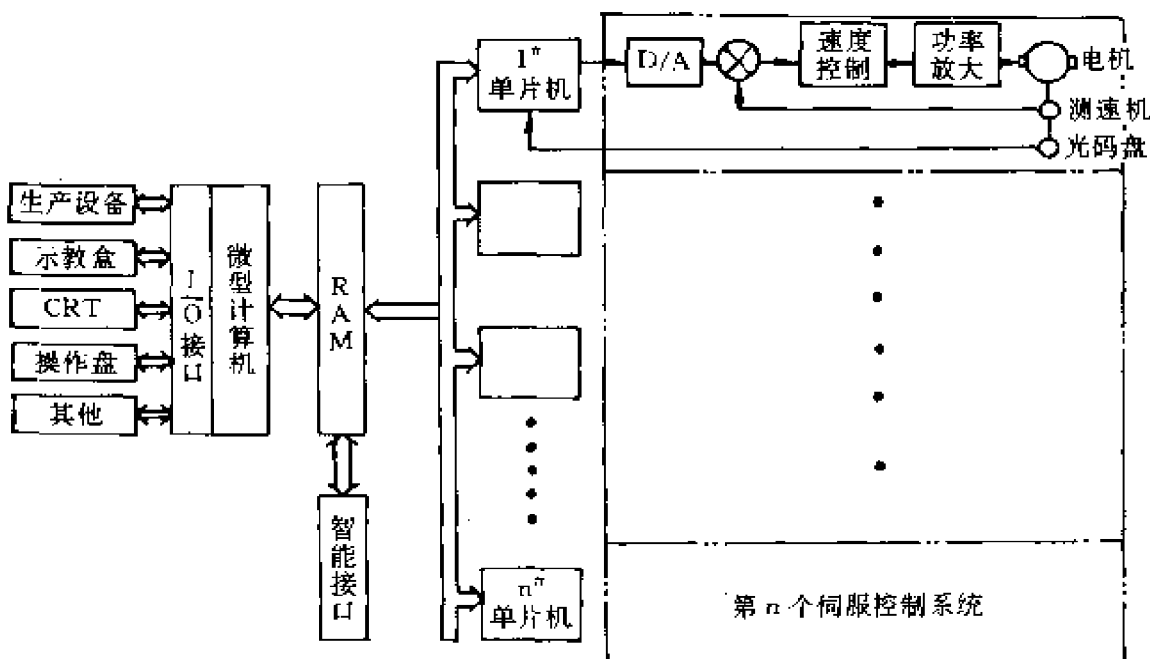 1#
单片机
D/A
速度
控制
功率
放大
电机
测速机
光码盘
生产设备
示教盒
CRT
操作盘
其他
I/O接口
微型计算机
RAM
智能接口
n#
单片机
第n个伺服控制系统